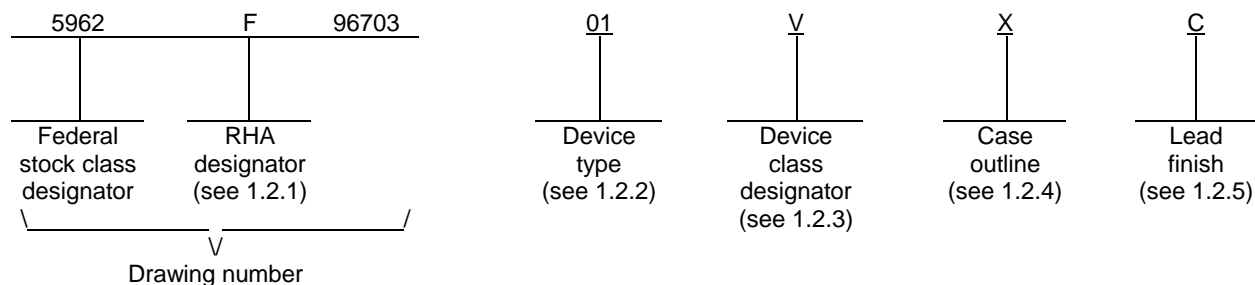 5962 F 96703 01 V X C
Federal stock class designator
RHA designator (see 1.2.1)
Device type (see 1.2.2)
Device class designator (see 1.2.3)
Case outline (see 1.2.4)
Lead finish (see 1.2.5)
Drawing number